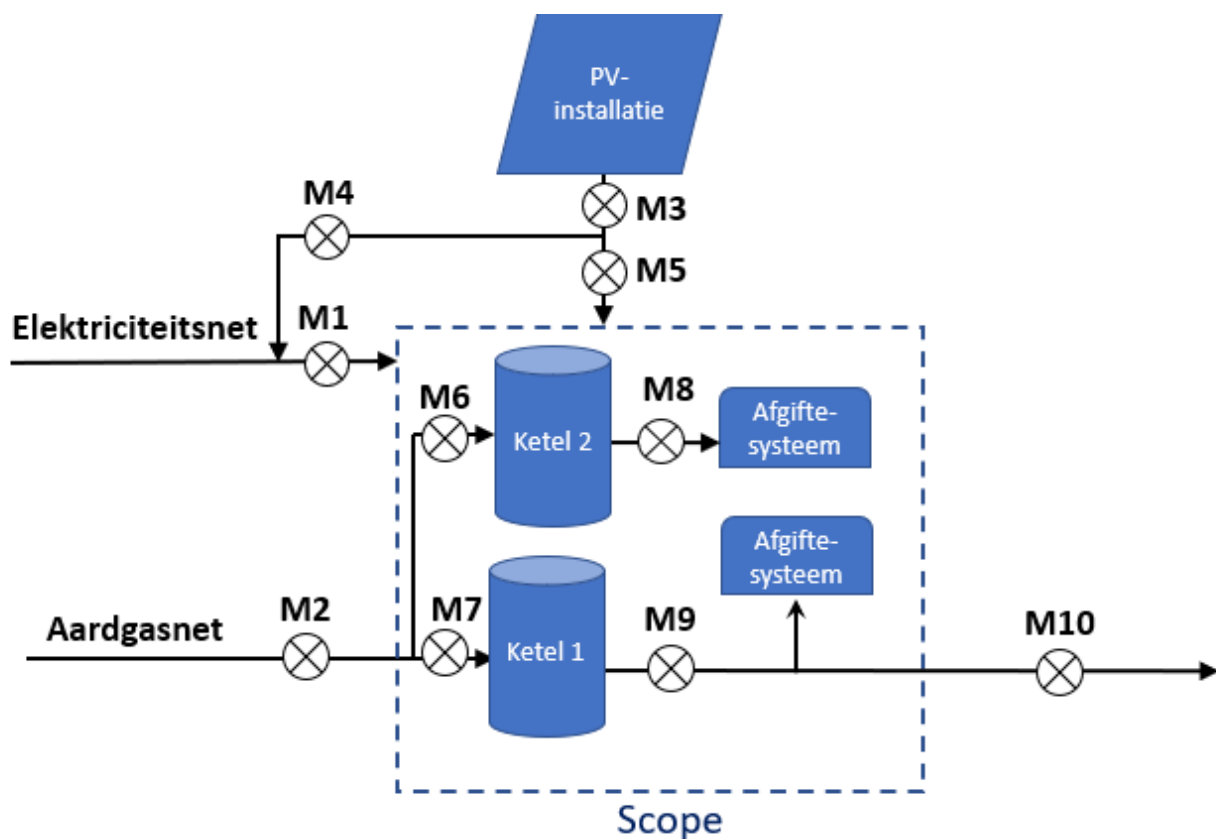 PV-
installatie
M4
M3
M5
Elektriciteitsnet
M1
M6
M8
Ketel 2
Afgifte-
systeem
Afgifte-
systeem
Aardgasnet
M2
M7
Ketel 1
M9
M10
Scope